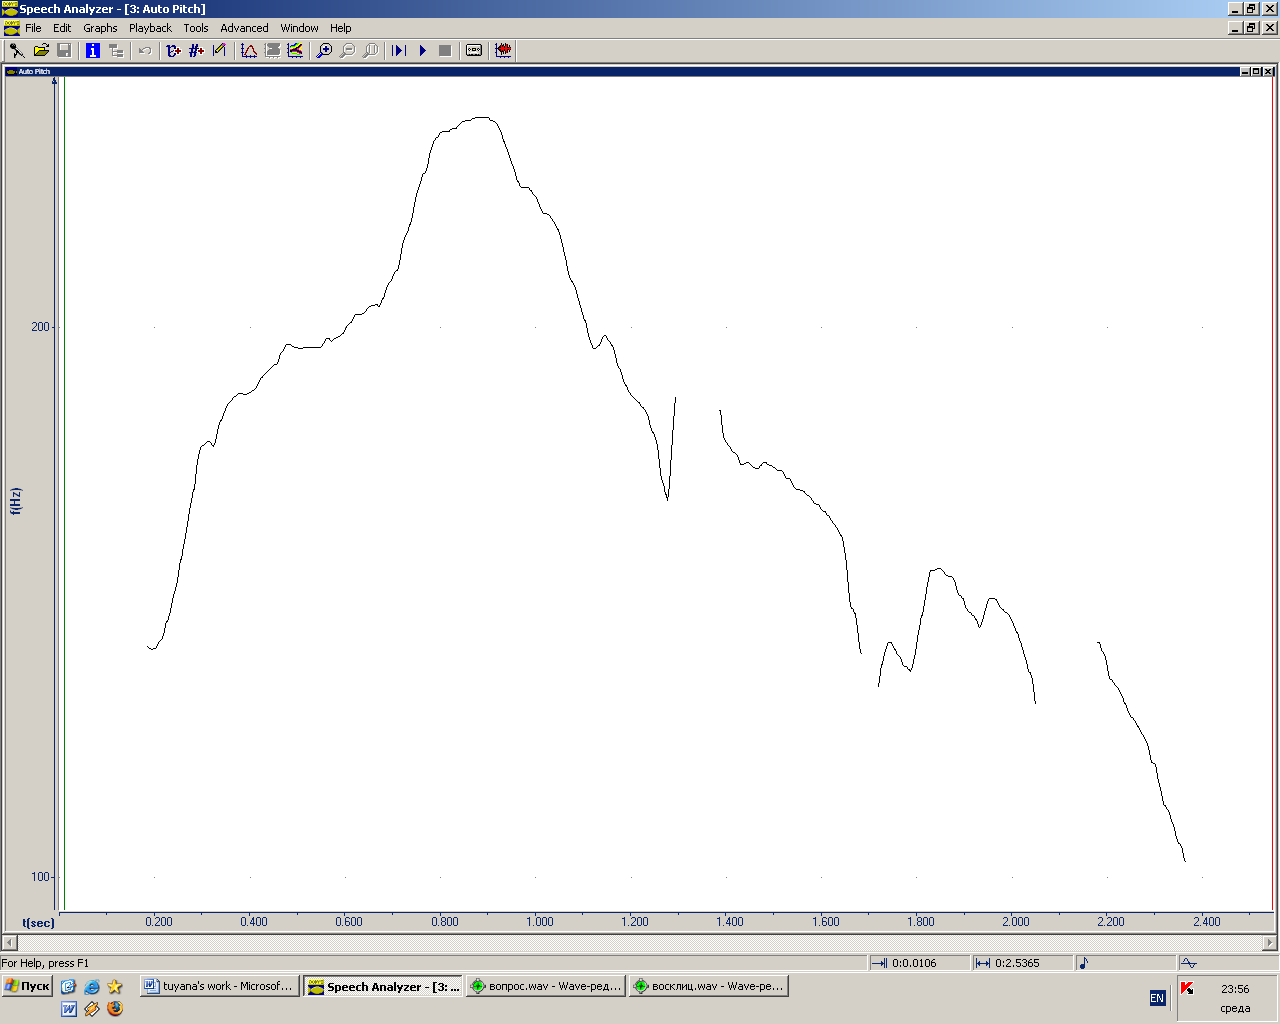 Speech Analyzer - [3: Auto Pitch]
File Edit Graphs Playback Tools Advanced Window Help
Auto Pitch
200
f(Hz)
100
t(sec) 0.200 0.400 0.600 0.800 1.000 1.200 1.400 1.600 1.800 2.000 2.200 2.400
For Help, press F1 0:0.0106 0:2.5365
Пуск tuyana's work - Microsof... Speech Analyzer - [3: ... вопрос.wav - Wave-ред... восклиц.wav - Wave-ре... EN 23:56
среда